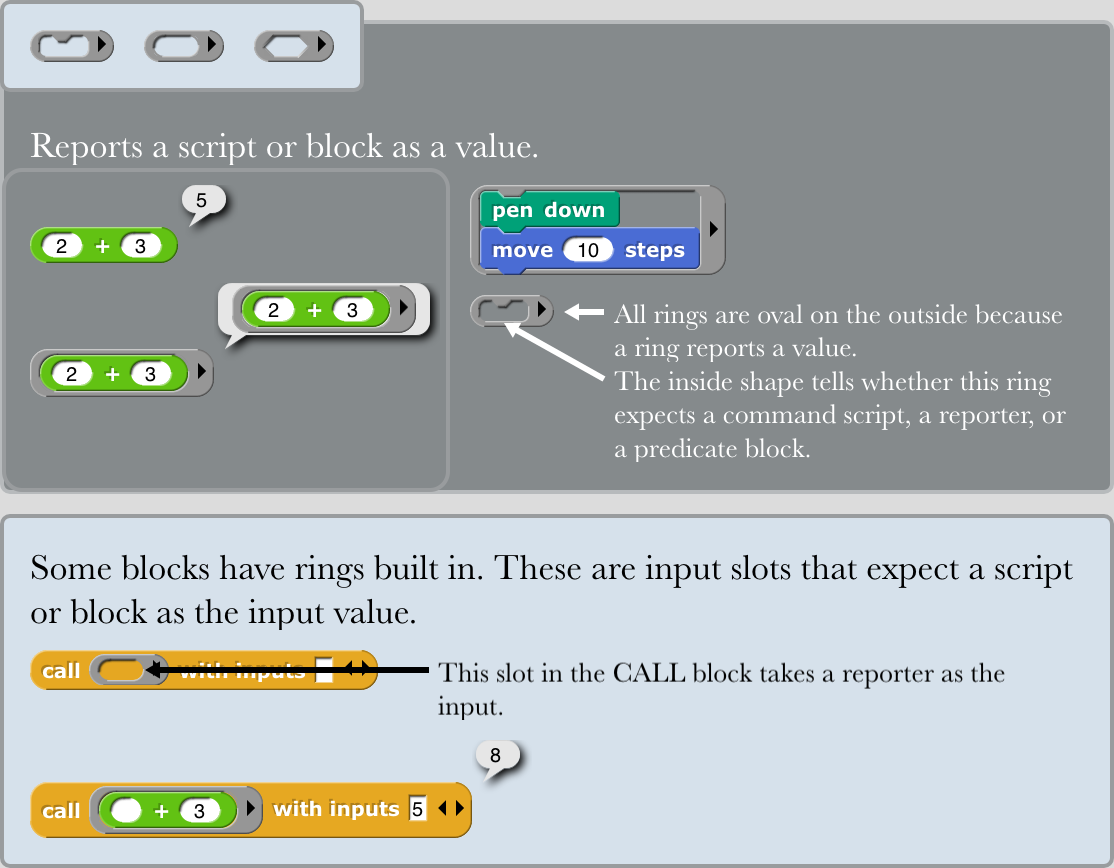 Reports a script or block as a value.
5
2 + 3
2 + 3
2 + 3
pen down
move 10 steps
All rings are oval on the outside because
a ring reports a value.
The inside shape tells whether this ring
expects a command script, a reporter, or
a predicate block.
Some blocks have rings built in. These are input slots that expect a script
or block as the input value.
call with inputs
This slot in the CALL block takes a reporter as the
input.
8
call + 3 with inputs 5